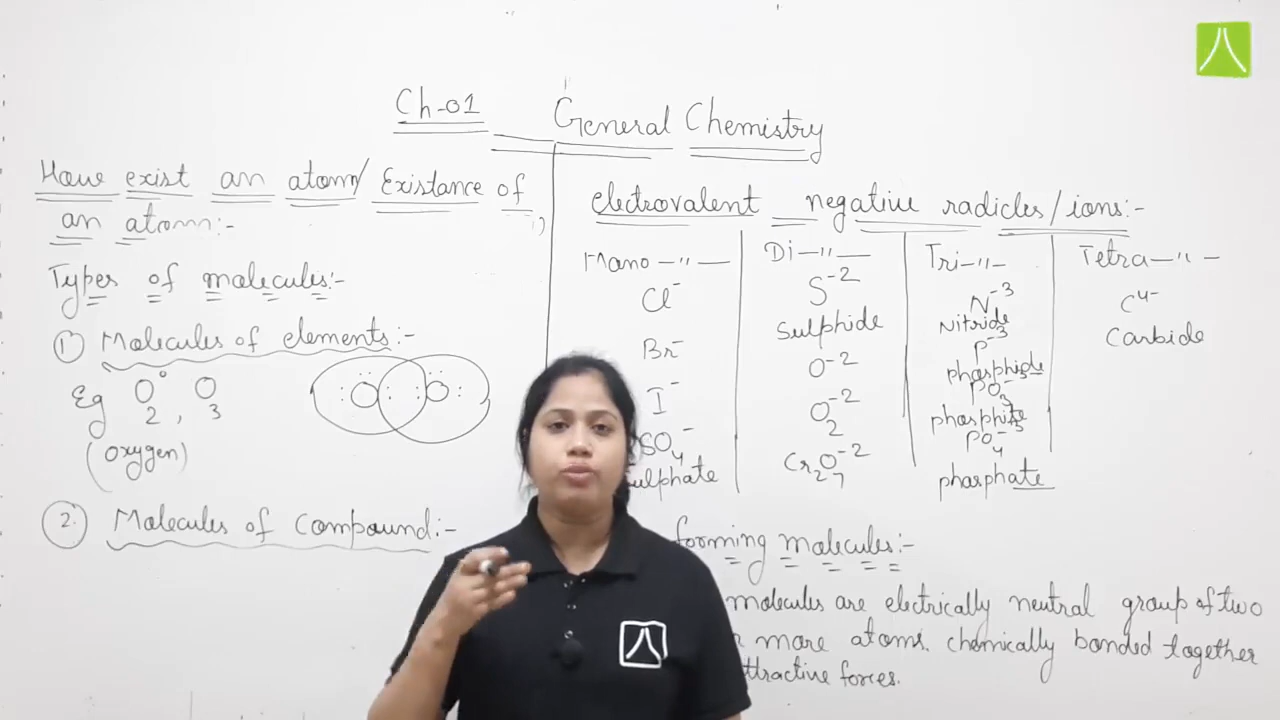 Ch-01 General Chemistry
How exist an atom/ Existance of
an atom:-
Types of molecules:-
1) Molecules of elements:-
Eg O2, O3
(oxygen)
2. Molecules of Compound:-
electrovalent negative radicles/ions:-
Mono-〃- Di-〃- Tri-〃- Tetra-〃-
Cl⁻ S⁻² N⁻³ C⁴⁻
Sulphide Nitride Carbide
Br⁻ O⁻² P⁻³
phosphide
I⁻ O₂⁻² PO₃⁻³
phosphite
SO₄⁻ Cr₂O₇⁻² PO₄⁻³
ulphate phosphate
forming molecules:-
molecules are electrically neutral group of two
more atoms. chemically bonded together
ttractive forces.